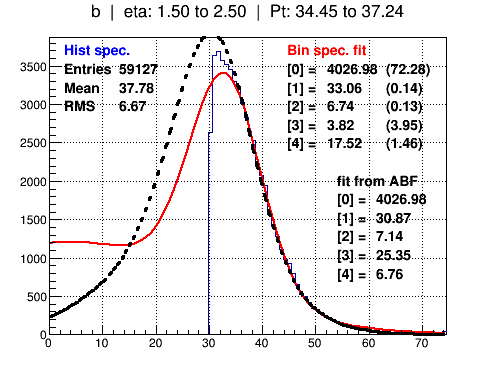 b | eta: 1.50 to 2.50 | Pt: 34.45 to 37.24
Hist spec.
Entries 59127
Mean 37.78
RMS 6.67
Bin spec. fit
[0] = 4026.98 (72.28)
[1] = 33.06 (0.14)
[2] = 6.74 (0.13)
[3] = 3.82 (3.95)
[4] = 17.52 (1.46)
fit from ABF
[0] = 4026.98
[1] = 30.87
[2] = 7.14
[3] = 25.35
[4] = 6.76
3500
3000
2500
2000
1500
1000
500
0
0 10 20 30 40 50 60 70